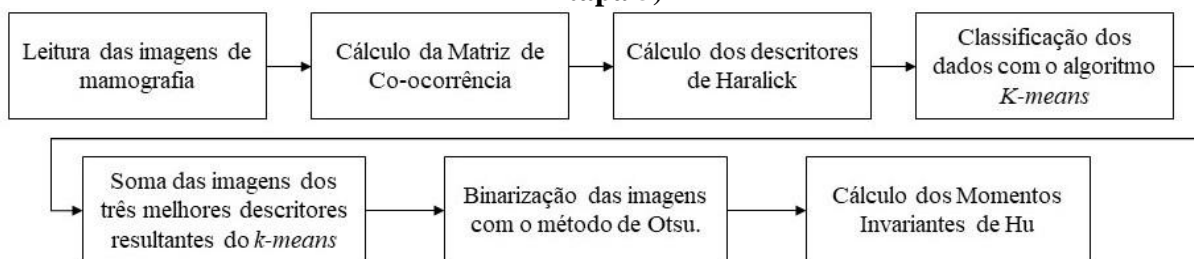 Leitura das imagens de
mamografia
Cálculo da Matriz de
Co-ocorrência
Cálculo dos descritores
de Haralick
Classificação dos
dados com o algoritmo
K-means
Soma das imagens dos
três melhores descritores
resultantes do k-means
Binarização das imagens
com o método de Otsu.
Cálculo dos Momentos
Invariantes de Hu